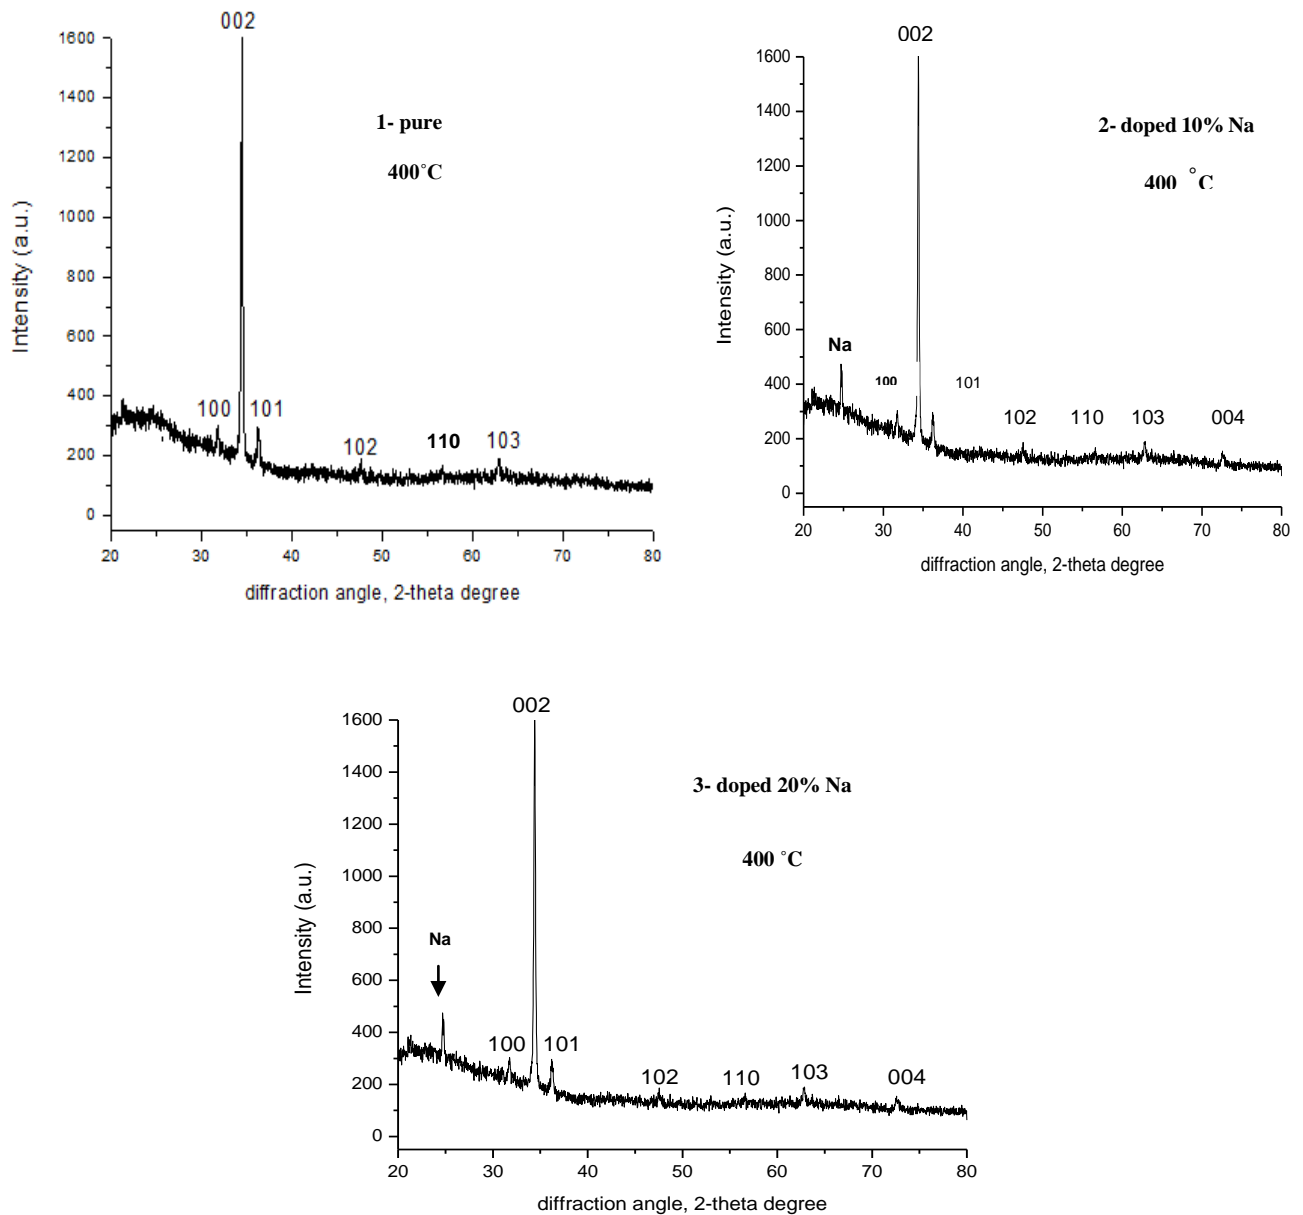 002
1600
1400
1200
1000
800
600
400
200
0
Intensity (a.u.)
1- pure
400˚C
100
101
102
110
103
20 30 40 50 60 70 80
diffraction angle, 2-theta degree
002
1600
1400
1200
1000
800
600
400
200
0
Intensity (a.u.)
2- doped 10% Na
400 °C
Na
100
101
102
110
103
004
20 30 40 50 60 70 80
diffraction angle, 2-theta degree
002
1600
1400
1200
1000
800
600
400
200
0
Intensity (a.u.)
3- doped 20% Na
400 ˚C
Na
100
101
102
110
103
004
20 30 40 50 60 70 80
diffraction angle, 2-theta degree